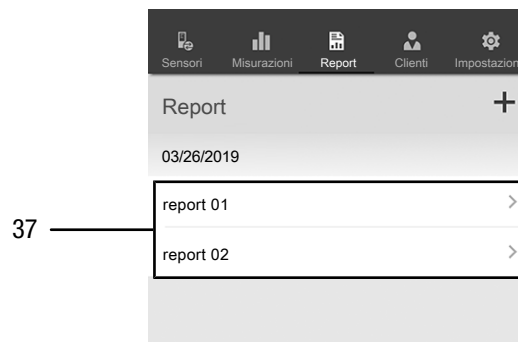 Sensori Misurazioni Report Clienti Impostazion
Report +
03/26/2019
report 01 >
37
report 02 >